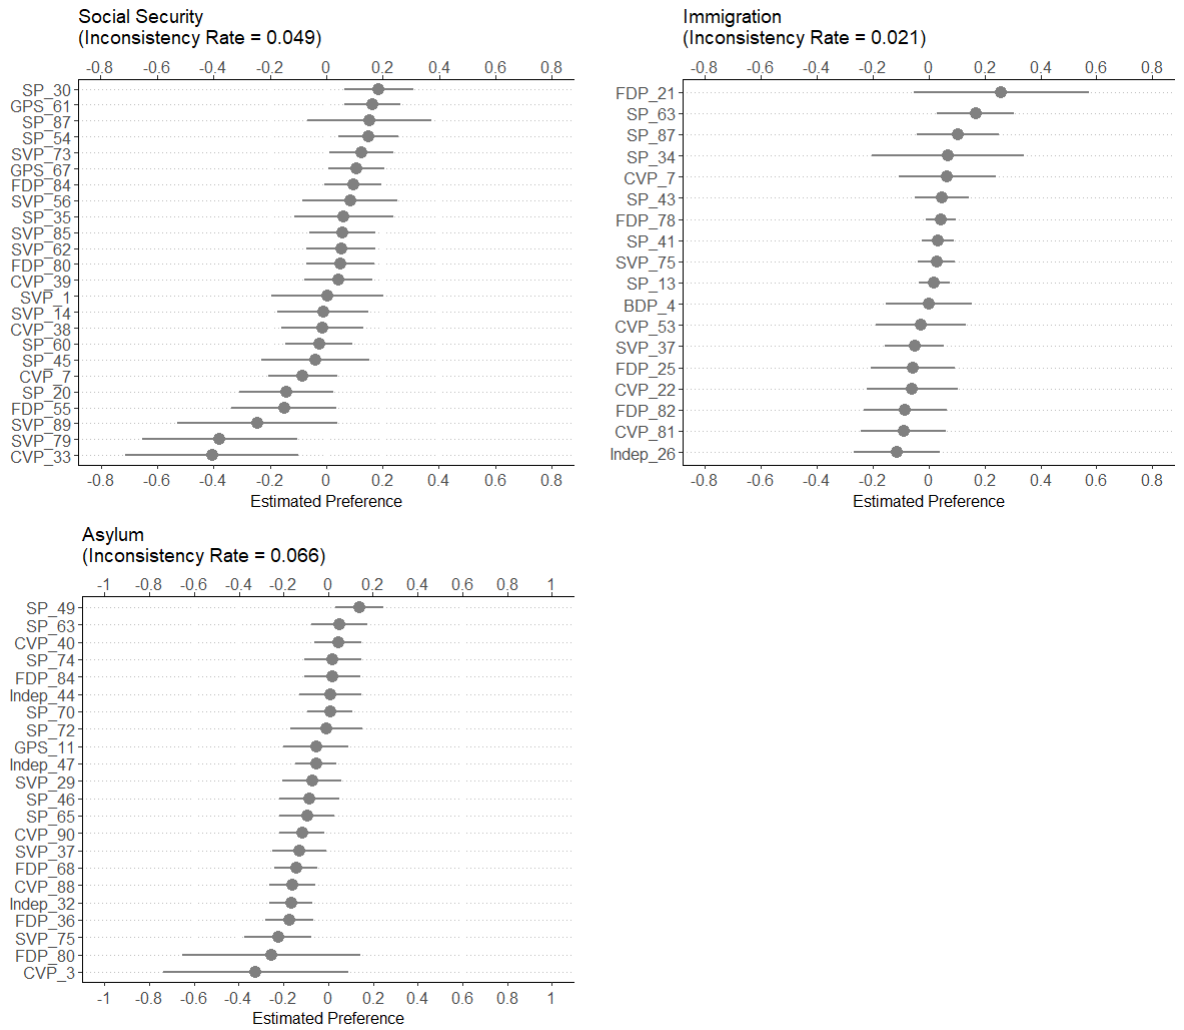 Social Security
(Inconsistency Rate = 0.049)
-0.8 -0.6 -0.4 -0.2 0 0.2 0.4 0.6 0.8
SP_30
GPS_61
SP_87
SP_54
SVP_73
GPS_67
FDP_84
SVP_56
SP_35
SVP_85
SVP_62
FDP_80
CVP_39
SVP_1
SVP_14
CVP_38
SP_60
SP_45
CVP_7
SP_20
FDP_55
SVP_89
SVP_79
CVP_33
-0.8 -0.6 -0.4 -0.2 0 0.2 0.4 0.6 0.8
Estimated Preference
Immigration
(Inconsistency Rate = 0.021)
-0.8 -0.6 -0.4 -0.2 0 0.2 0.4 0.6 0.8
FDP_21
SP_63
SP_87
SP_34
CVP_7
SP_43
FDP_78
SP_41
SVP_75
SP_13
BDP_4
CVP_53
SVP_37
FDP_25
CVP_22
FDP_82
CVP_81
Indep_26
-0.8 -0.6 -0.4 -0.2 0 0.2 0.4 0.6 0.8
Estimated Preference
Asylum
(Inconsistency Rate = 0.066)
-1 -0.8 -0.6 -0.4 -0.2 0 0.2 0.4 0.6 0.8 1
SP_49
SP_63
CVP_40
SP_74
FDP_84
Indep_44
SP_70
SP_72
GPS_11
Indep_47
SVP_29
SP_46
SP_65
CVP_90
SVP_37
FDP_68
CVP_88
Indep_32
FDP_36
SVP_75
FDP_80
CVP_3
-1 -0.8 -0.6 -0.4 -0.2 0 0.2 0.4 0.6 0.8 1
Estimated Preference